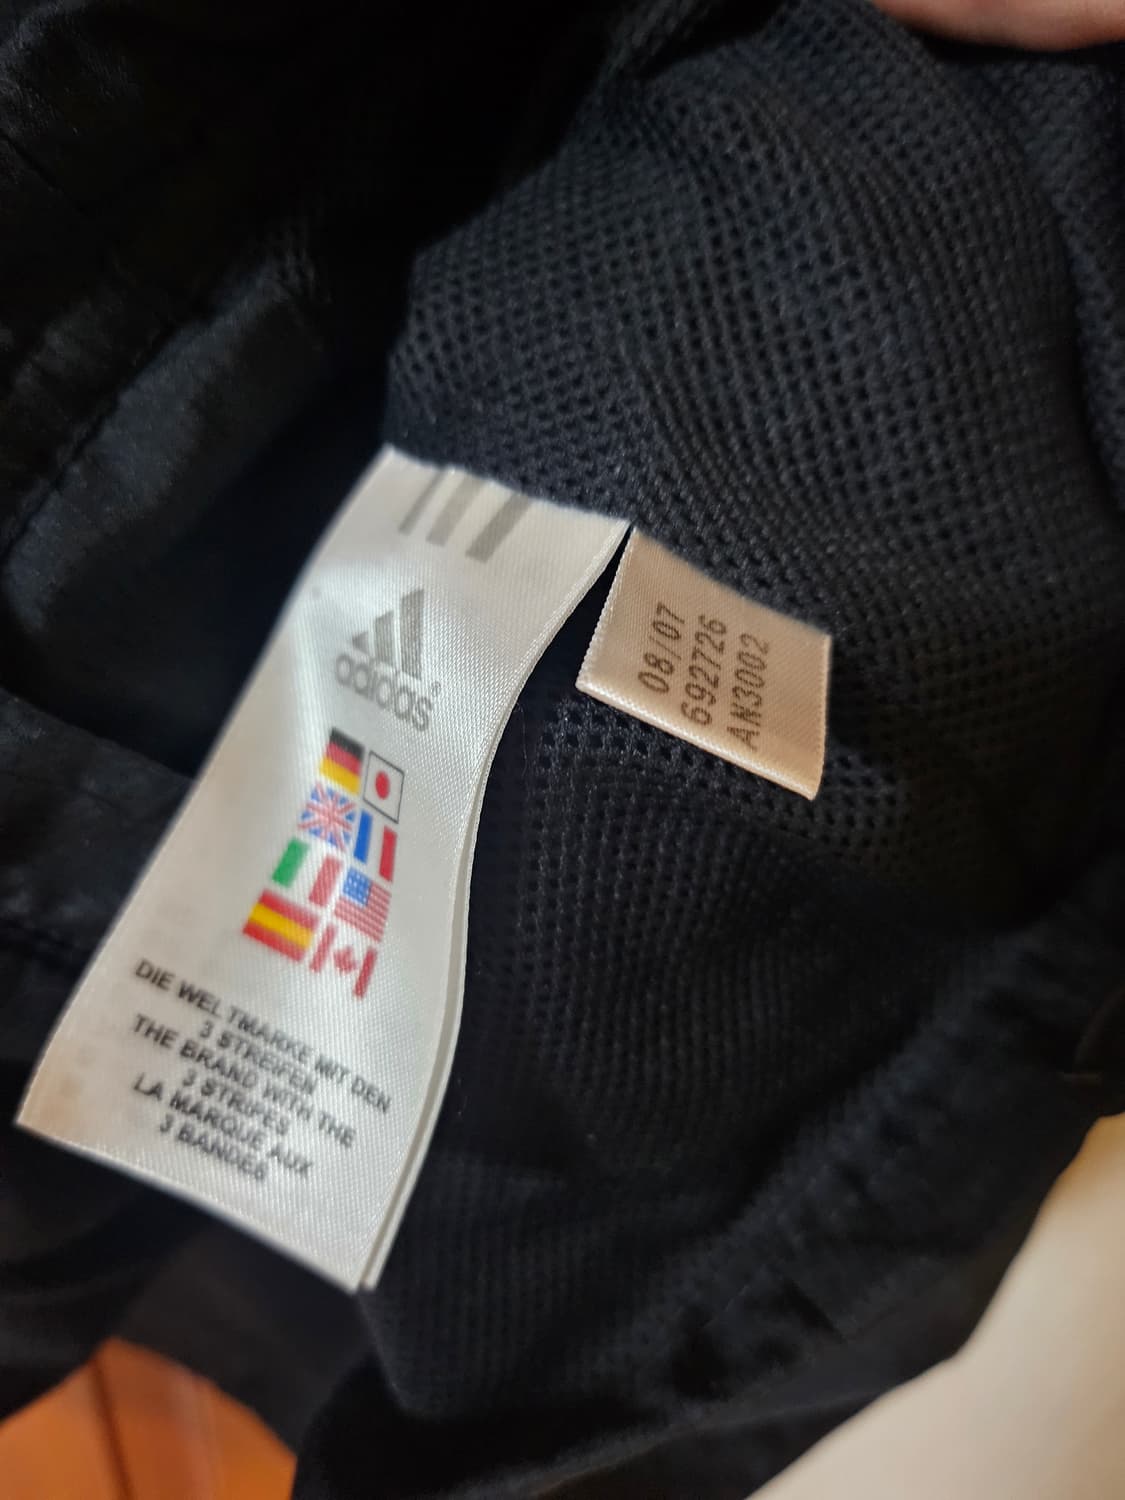 adidas®
DIE WELTMARKE MIT DEN
3 STREIFEN
THE BRAND WITH THE
3 STRIPES
LA MARQUE AUX
3 BANDES
08/07
692726
AN3002